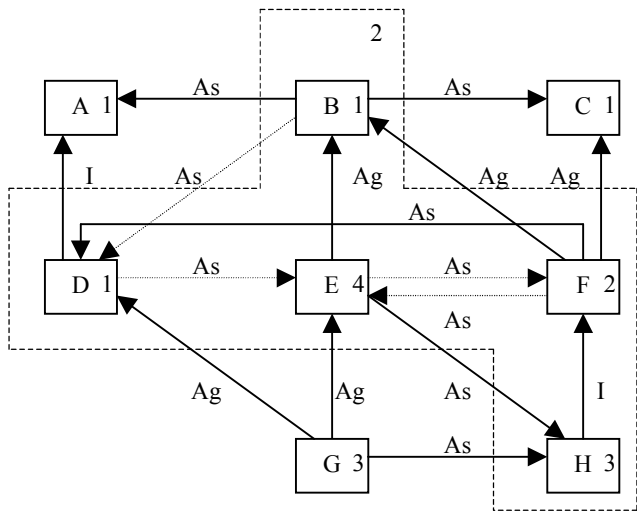 2
As As
A 1 B 1 C 1
I As Ag Ag Ag
As
As As
D 1 E 4 F 2
As
Ag Ag As I
As
G 3 H 3